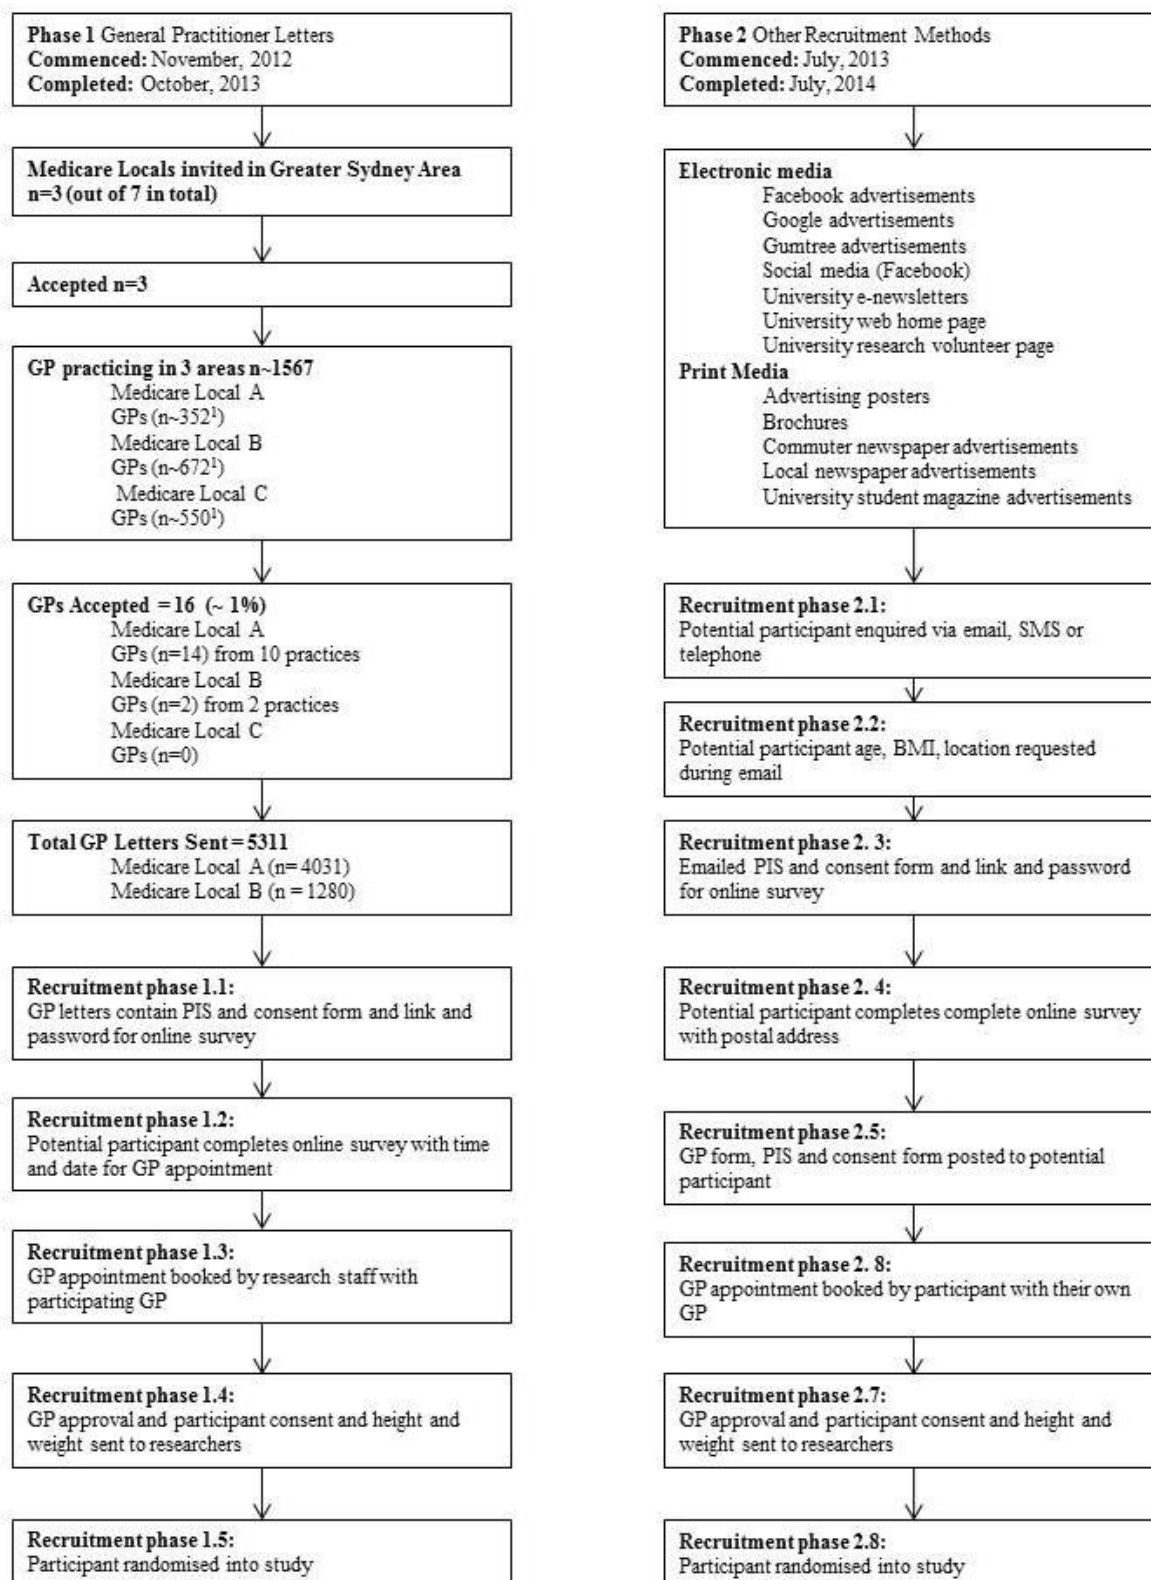 Phase 1 General Practitioner Letters
Commenced: November, 2012
Completed: October, 2013
Medicare Locals invited in Greater Sydney Area
n=3 (out of 7 in total)
Accepted n=3
GP practicing in 3 areas n~1567
Medicare Local A
GPs (n~352¹)
Medicare Local B
GPs (n~672¹)
Medicare Local C
GPs (n~550¹)
GPs Accepted = 16 (~ 1%)
Medicare Local A
GPs (n=14) from 10 practices
Medicare Local B
GPs (n=2) from 2 practices
Medicare Local C
GPs (n=0)
Total GP Letters Sent = 5311
Medicare Local A (n= 4031)
Medicare Local B (n = 1280)
Recruitment phase 1.1:
GP letters contain PIS and consent form and link and
password for online survey
Recruitment phase 1.2:
Potential participant completes online survey with time
and date for GP appointment
Recruitment phase 1.3:
GP appointment booked by research staff with
participating GP
Recruitment phase 1.4:
GP approval and participant consent and height and
weight sent to researchers
Recruitment phase 1.5:
Participant randomised into study
Phase 2 Other Recruitment Methods
Commenced: July, 2013
Completed: July, 2014
Electronic media
Facebook advertisements
Google advertisements
Gumtree advertisements
Social media (Facebook)
University e-newsletters
University web home page
University research volunteer page
Print Media
Advertising posters
Brochures
Commuter newspaper advertisements
Local newspaper advertisements
University student magazine advertisements
Recruitment phase 2.1:
Potential participant enquired via email, SMS or
telephone
Recruitment phase 2.2:
Potential participant age, BMI, location requested
during email
Recruitment phase 2. 3:
Emailed PIS and consent form and link and password
for online survey
Recruitment phase 2. 4:
Potential participant completes complete online survey
with postal address
Recruitment phase 2.5:
GP form, PIS and consent form posted to potential
participant
Recruitment phase 2. 8:
GP appointment booked by participant with their own
GP
Recruitment phase 2.7:
GP approval and participant consent and height and
weight sent to researchers
Recruitment phase 2.8:
Participant randomised into study